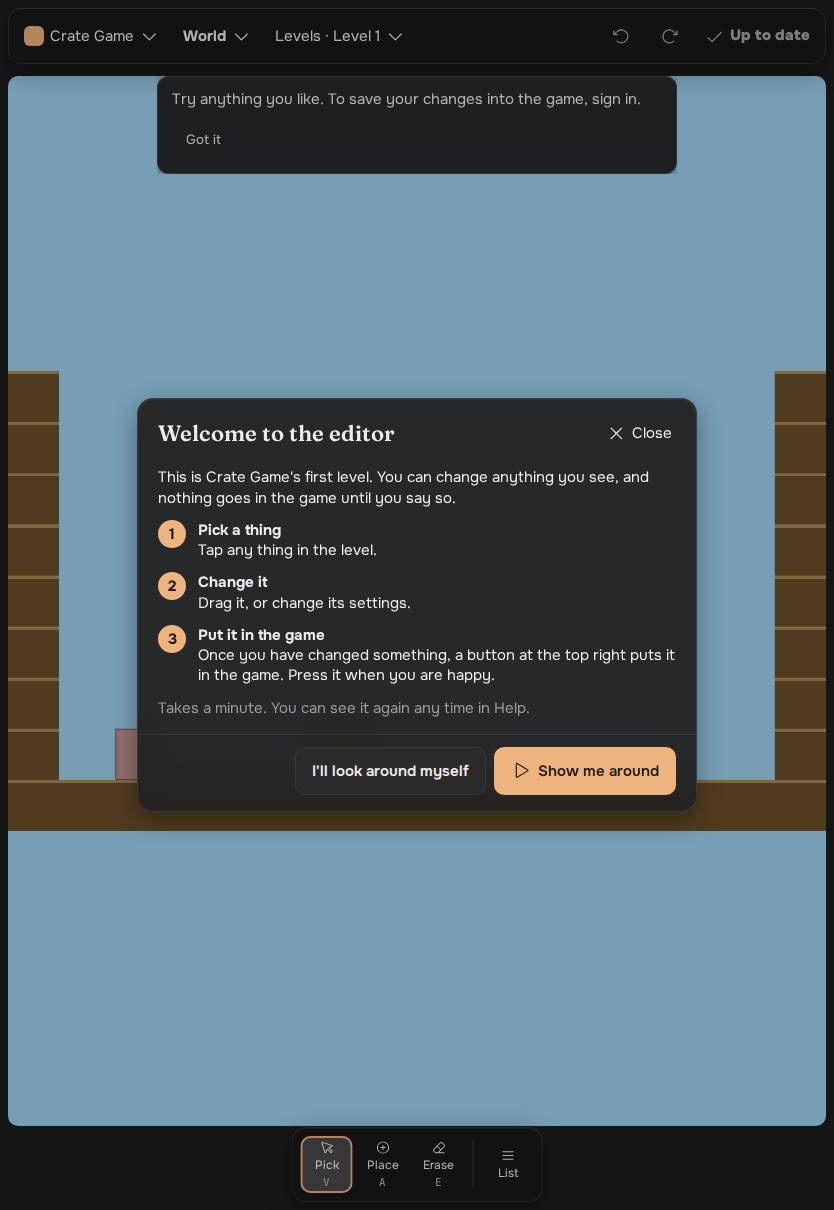 Crate Game
World
Levels · Level 1
Up to date
Try anything you like. To save your changes into the game, sign in.
Got it
Welcome to the editor
Close
This is Crate Game's first level. You can change anything you see, and
nothing goes in the game until you say so.
1
Pick a thing
Tap any thing in the level.
2
Change it
Drag it, or change its settings.
3
Put it in the game
Once you have changed something, a button at the top right puts it
in the game. Press it when you are happy.
Takes a minute. You can see it again any time in Help.
I'll look around myself
Show me around
Pick
V
Place
A
Erase
E
List